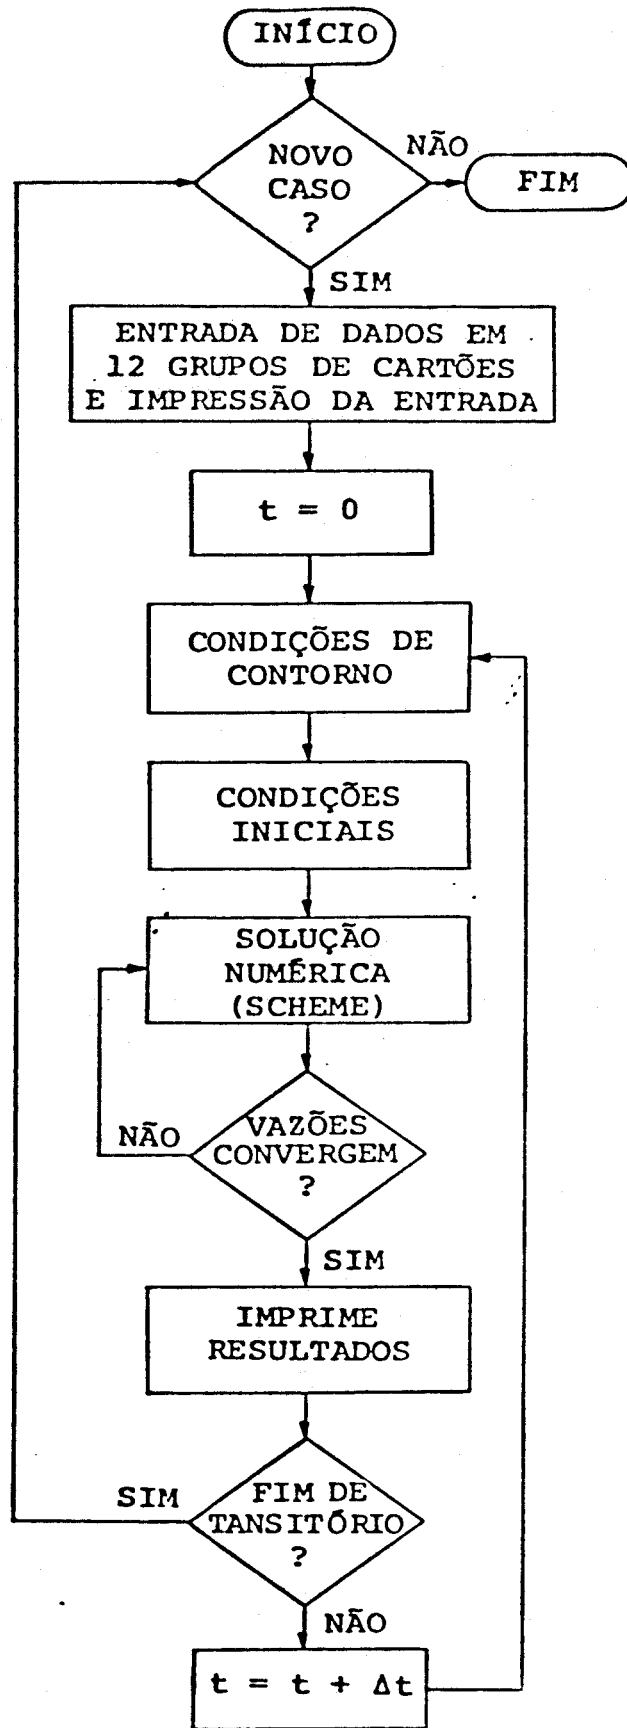 INÍCIO
NOVO
CASO
?
NÃO
FIM
SIM
ENTRADA DE DADOS EM
12 GRUPOS DE CARTÕES
E IMPRESSÃO DA ENTRADA
t = 0
CONDIÇÕES DE
CONTORNO
CONDIÇÕES
INICIAIS
SOLUÇÃO
NUMÉRICA
(SCHEME)
NÃO
VAZÕES
CONVERGEM
?
SIM
IMPRIME
RESULTADOS
SIM
FIM DE
TANSITÓRIO
?
NÃO
t = t + Δt